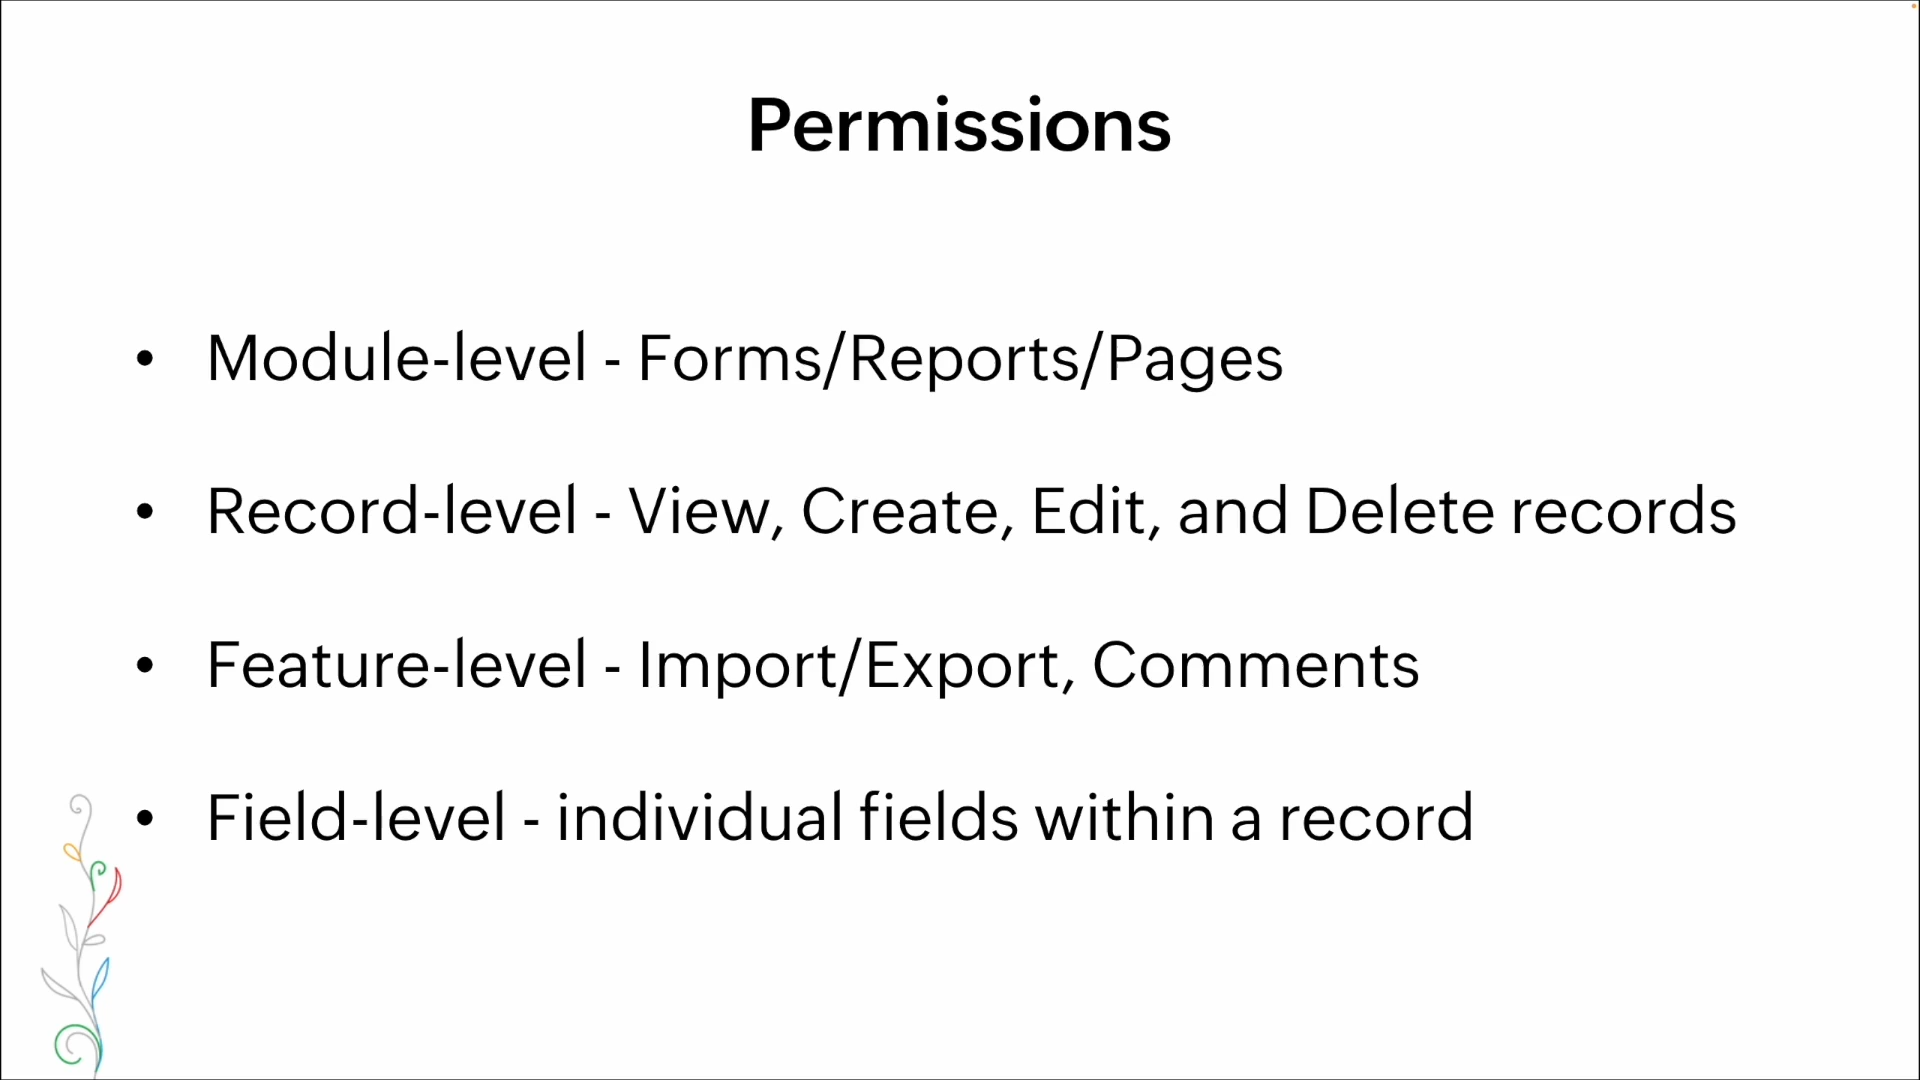 Permissions
• Module-level - Forms/Reports/Pages
• Record-level - View, Create, Edit, and Delete records
• Feature-level - Import/Export, Comments
• Field-level - individual fields within a record